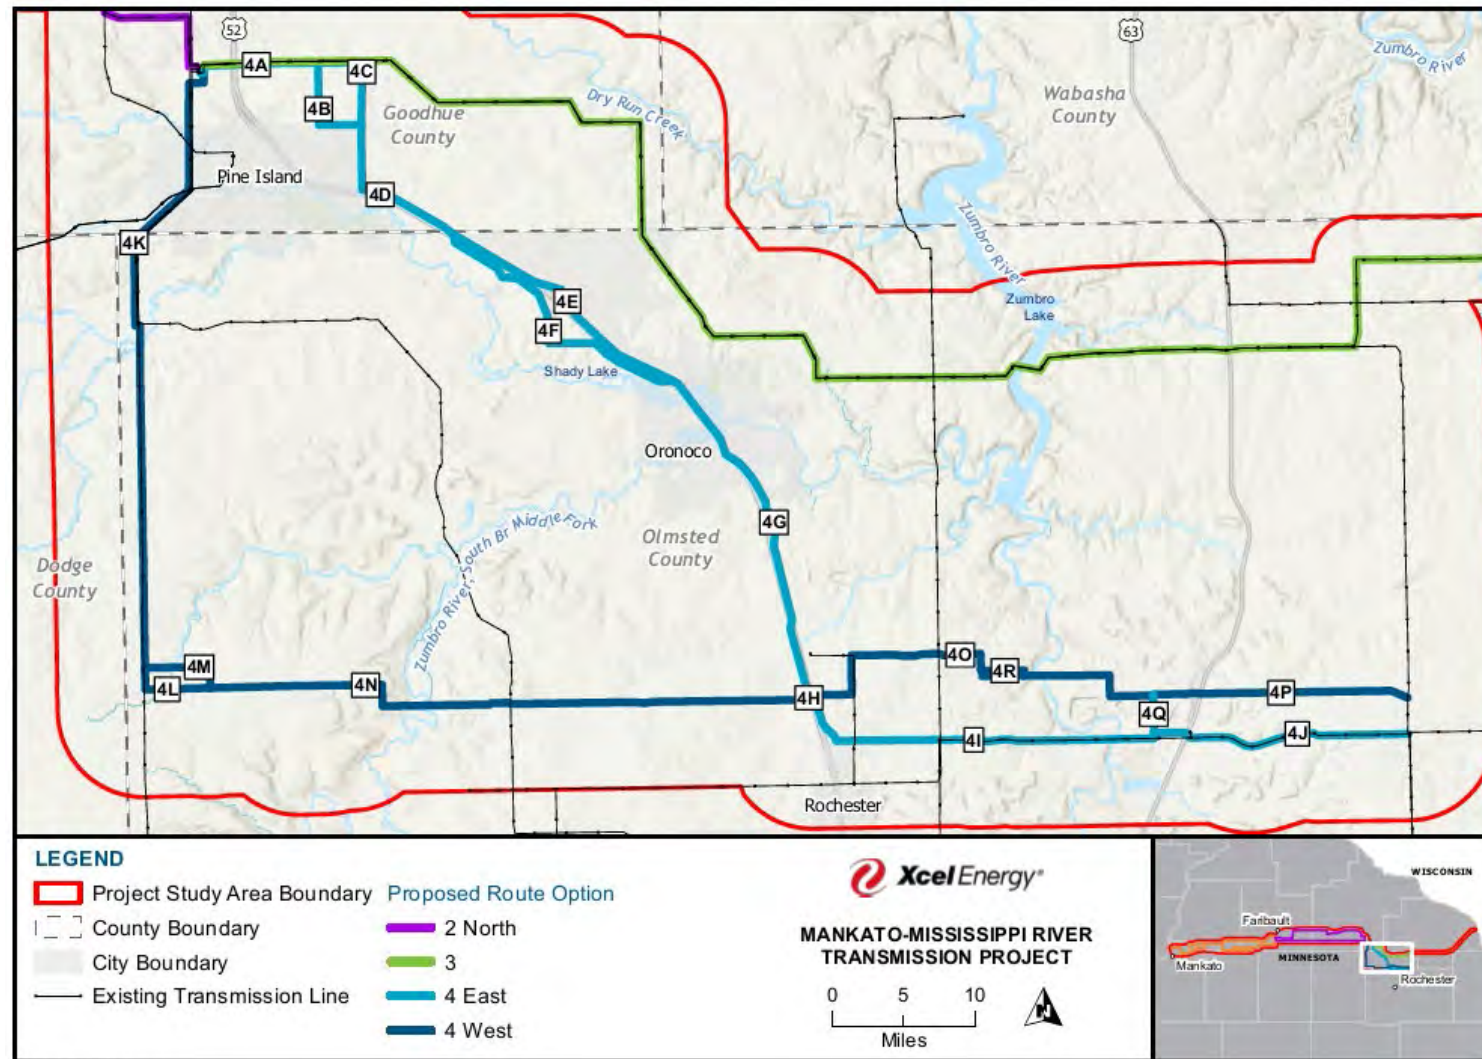 52
63
Zumbro
River
4A
4C
4B
Goodhue
County
Dry Run Creek
Wabasha
County
Pine Island
4D
4K
Zumbro River
4E
Zumbro
Lake
4F
Shady Lake
Oronoco
4G
Zumbro River, South Br Middle Fork
Olmsted
County
Dodge
County
4M
4L
4N
4O
4R
4H
4P
4Q
4I
4J
Rochester
LEGEND
Project Study Area Boundary
County Boundary
City Boundary
Existing Transmission Line
Proposed Route Option
2 North
3
4 East
4 West
Xcel Energy®
MANKATO-MISSISSIPPI RIVER
TRANSMISSION PROJECT
0 5 10
Miles
N
WISCONSIN
Faribault
Mankato
MINNESOTA
Rochester